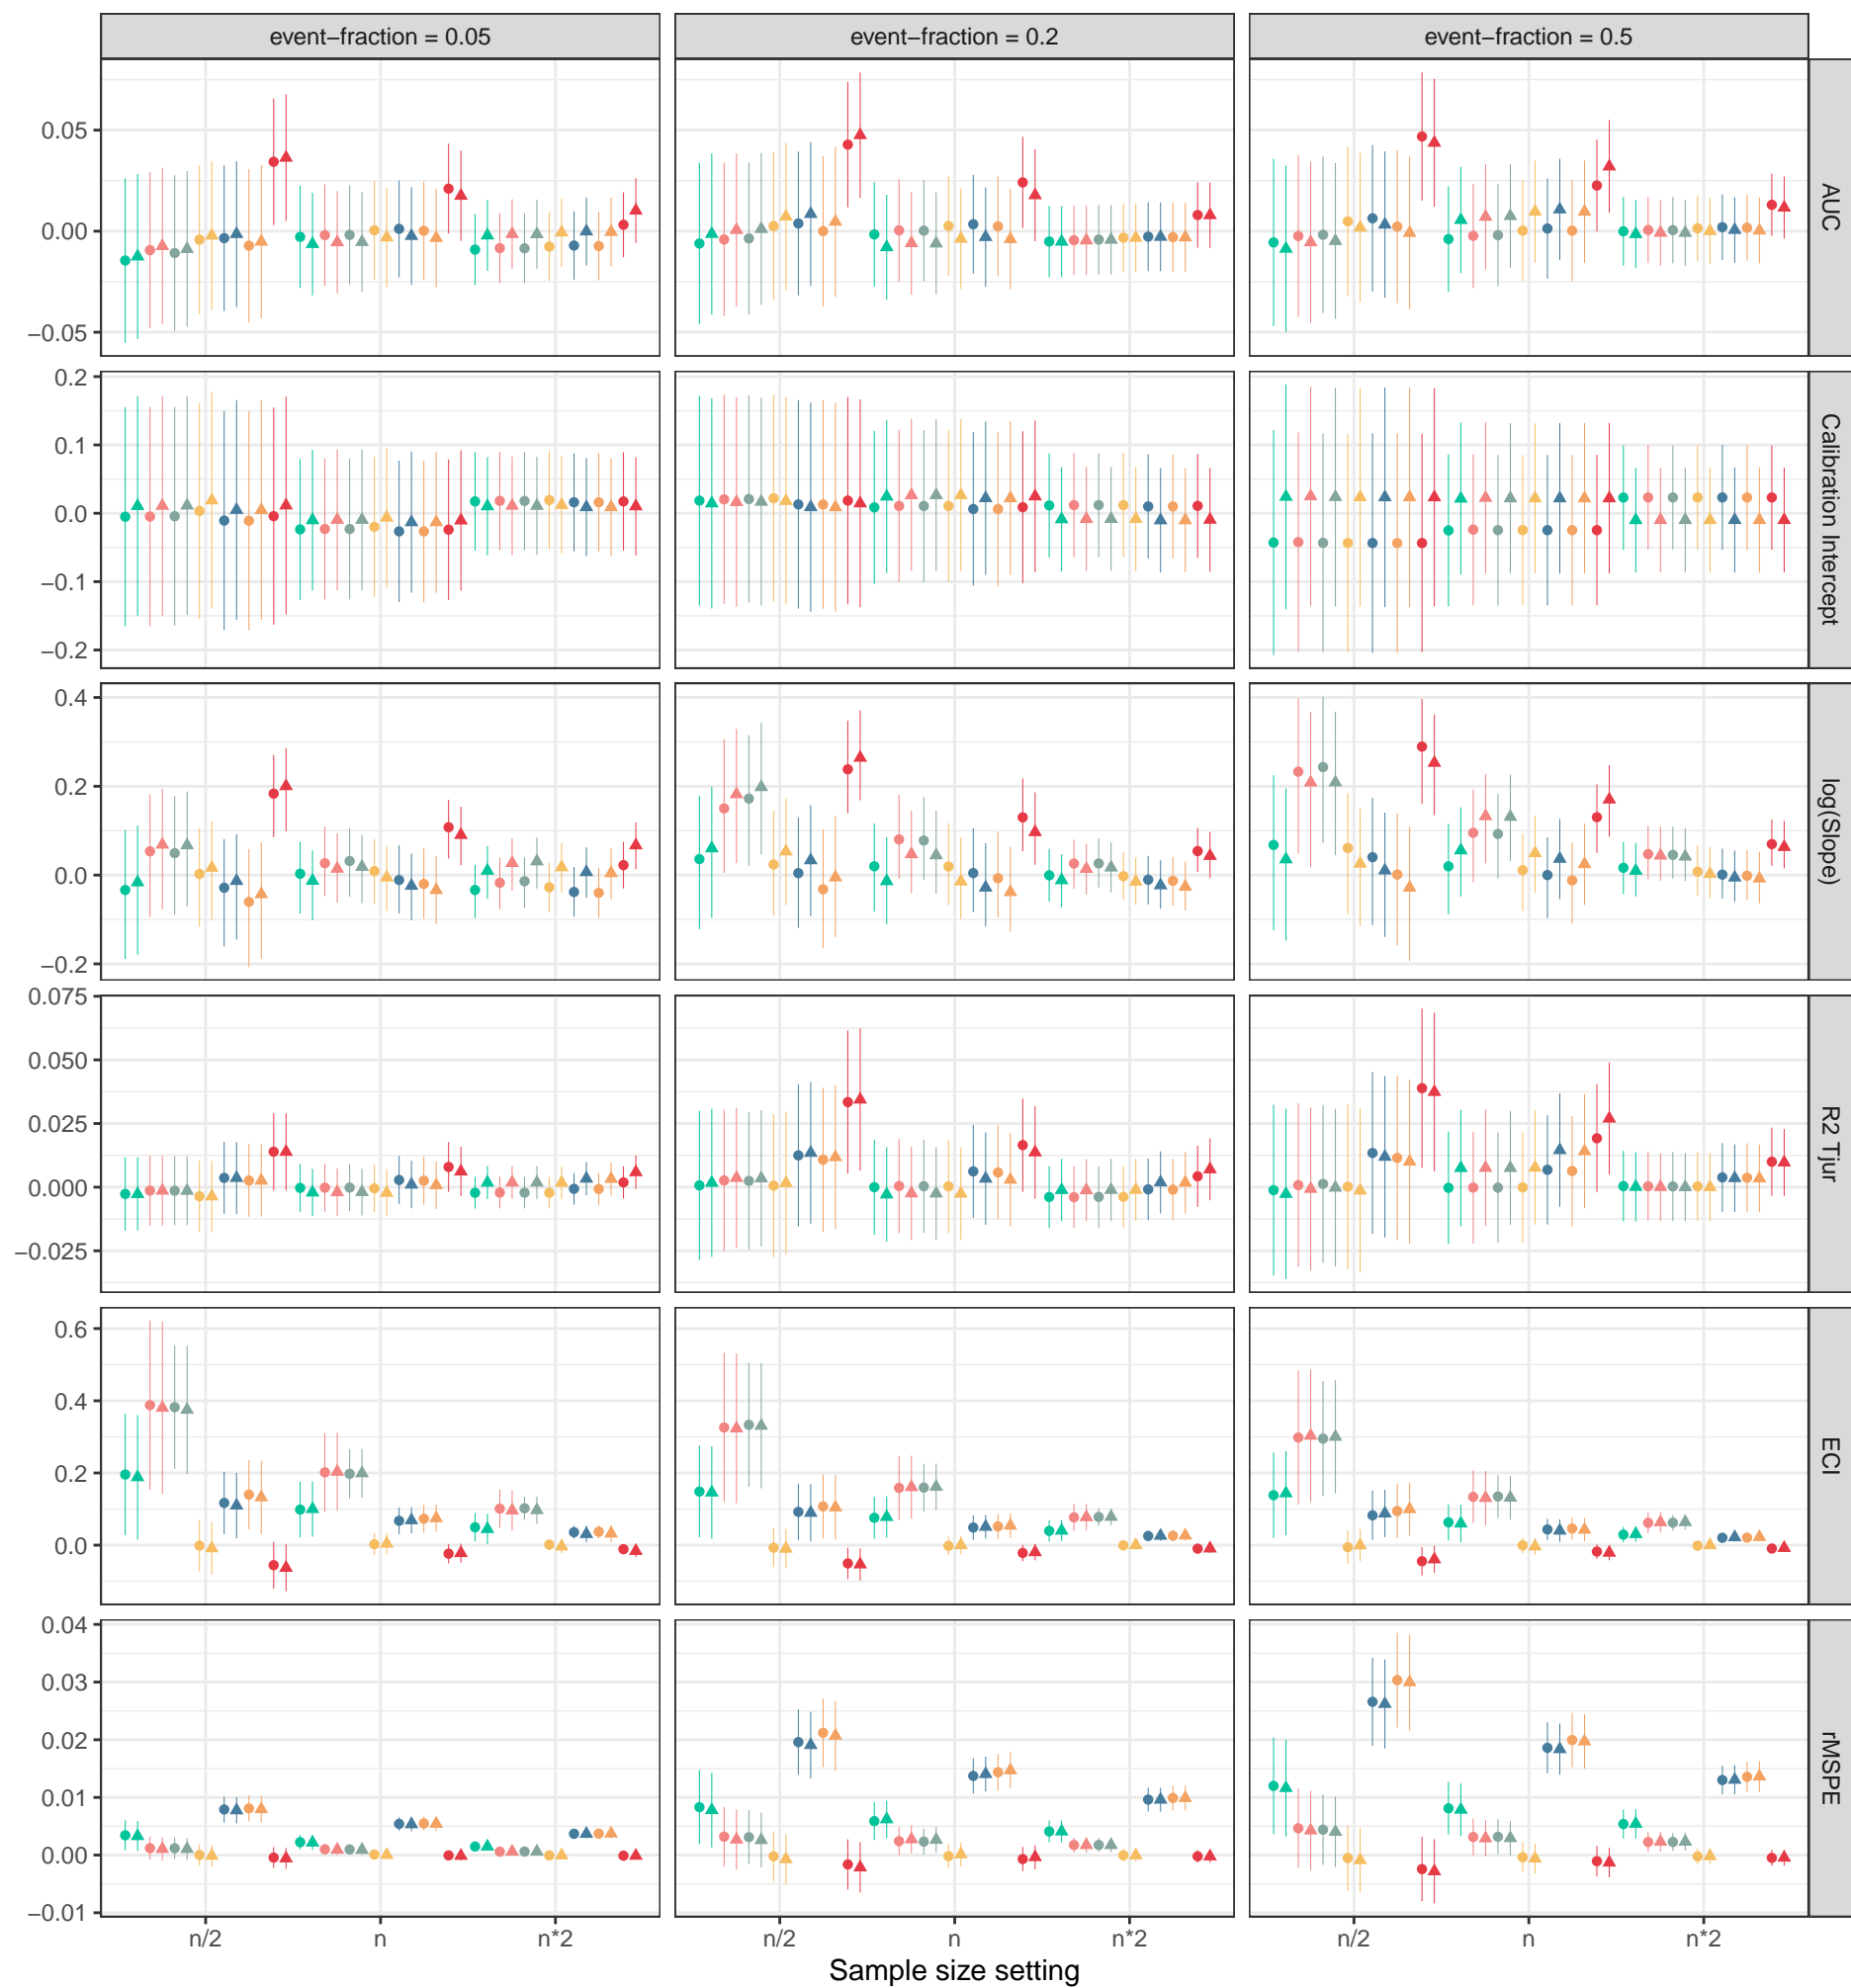 event−fraction = 0.05
event−fraction = 0.2
event−fraction = 0.5
0.05
0.00
−0.05
AUC
0.2
0.1
0.0
−0.1
−0.2
Calibration Intercept
0.4
0.2
0.0
−0.2
log(Slope)
0.075
0.050
0.025
0.000
−0.025
R2 Tjur
0.6
0.4
0.2
0.0
ECI
0.04
0.03
0.02
0.01
0.00
−0.01
rMSPE
n/2 n n*2 n/2 n n*2 n/2 n n*2
Sample size setting